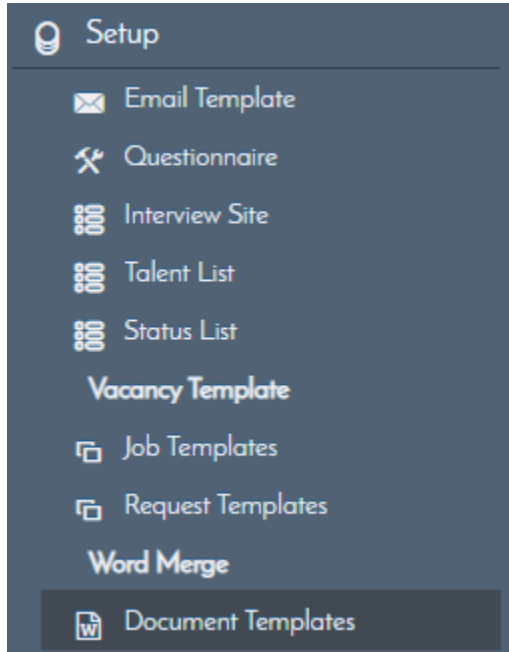 Setup
Email Template
Questionnaire
Interview Site
Talent List
Status List
Vacancy Template
Job Templates
Request Templates
Word Merge
Document Templates